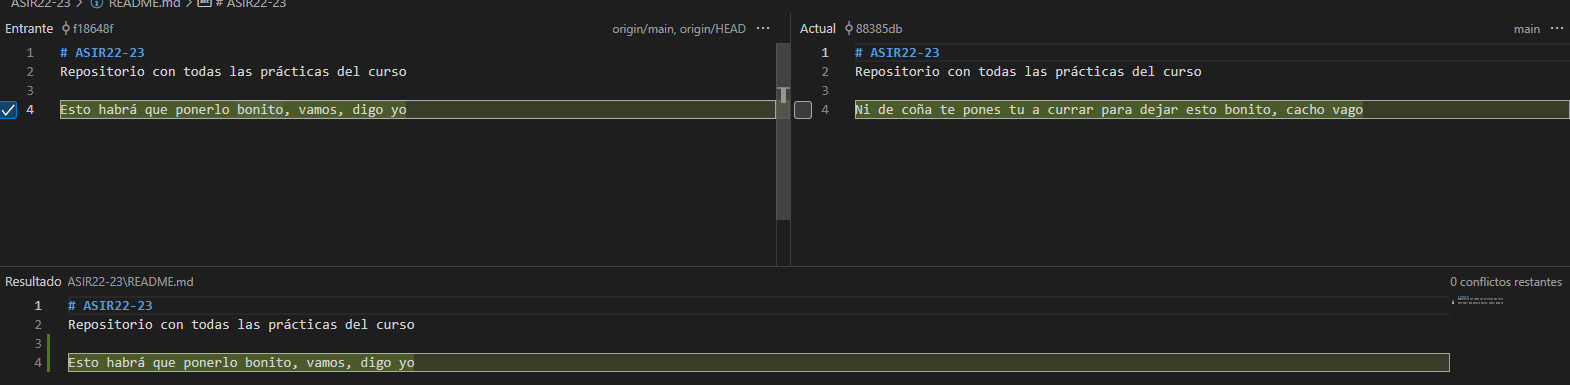 ASIR22-23 > README.md > # ASIR22-23
Entrante f18648f origin/main, origin/HEAD ···
1 # ASIR22-23
2 Repositorio con todas las prácticas del curso
3
4 Esto habrá que ponerlo bonito, vamos, digo yo
Actual 88385db main ···
1 # ASIR22-23
2 Repositorio con todas las prácticas del curso
3
4 Ni de coña te pones tu a currar para dejar esto bonito, cacho vago
Resultado ASIR22-23\README.md 0 conflictos restantes
1 # ASIR22-23
2 Repositorio con todas las prácticas del curso
3
4 Esto habrá que ponerlo bonito, vamos, digo yo